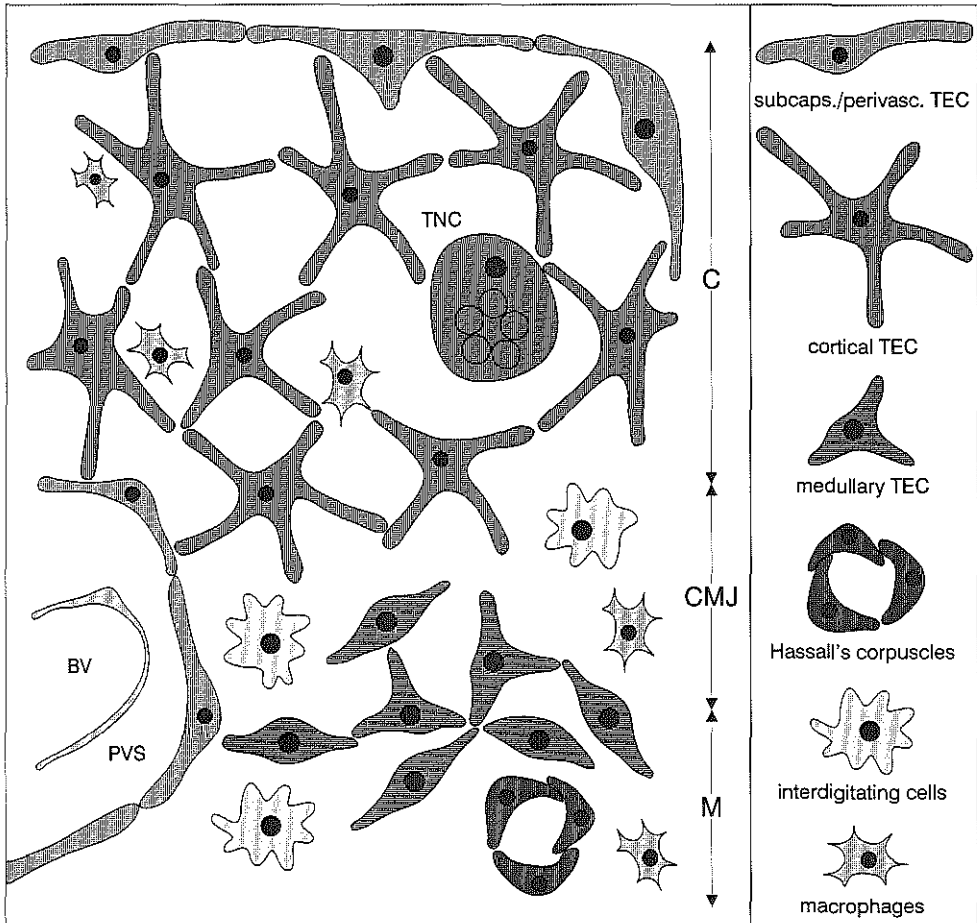 TNC
C
CMJ
BV
PVS
M
subcaps./perivasc. TEC
cortical TEC
medullary TEC
Hassall's corpuscles
interdigitating cells
macrophages